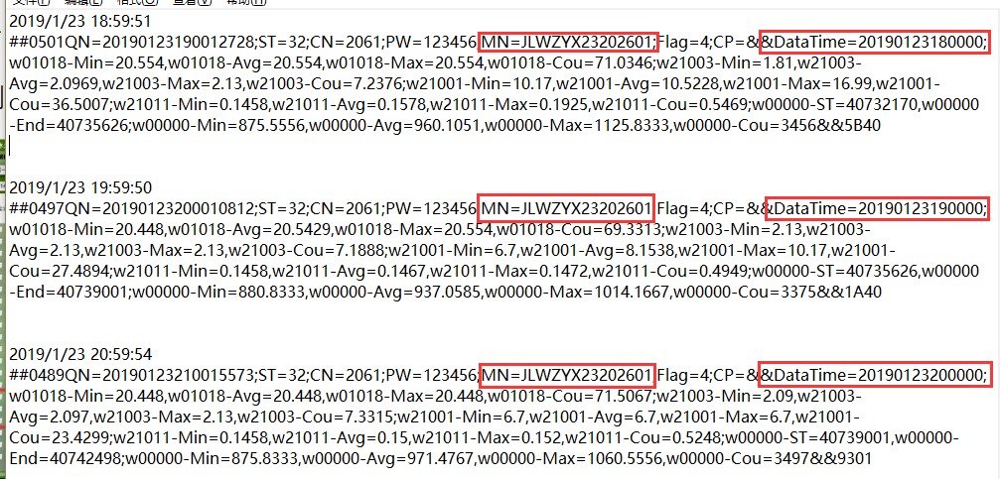 文件(F) 编辑(E) 格式(O) 查看(V) 帮助(H)
2019/1/23 18:59:51
##0501QN=20190123190012728;ST=32;CN=2061;PW=123456;MN=JLWZYX23202601;Flag=4;CP=&&DataTime=20190123180000;
w01018-Min=20.554,w01018-Avg=20.554,w01018-Max=20.554,w01018-Cou=71.0346;w21003-Min=1.81,w21003-
Avg=2.0969,w21003-Max=2.13,w21003-Cou=7.2376;w21001-Min=10.17,w21001-Avg=10.5228,w21001-Max=16.99,w21001-
Cou=36.5007;w21011-Min=0.1458,w21011-Avg=0.1578,w21011-Max=0.1925,w21011-Cou=0.5469;w00000-ST=40732170,w00000
-End=40735626;w00000-Min=875.5556,w00000-Avg=960.1051,w00000-Max=1125.8333,w00000-Cou=3456&&5B40
2019/1/23 19:59:50
##0497QN=20190123200010812;ST=32;CN=2061;PW=123456;MN=JLWZYX23202601;Flag=4;CP=&&DataTime=20190123190000;
w01018-Min=20.448,w01018-Avg=20.5429,w01018-Max=20.554,w01018-Cou=69.3313;w21003-Min=2.13,w21003-
Avg=2.13,w21003-Max=2.13,w21003-Cou=7.1888;w21001-Min=6.7,w21001-Avg=8.1538,w21001-Max=10.17,w21001-
Cou=27.4894;w21011-Min=0.1458,w21011-Avg=0.1467,w21011-Max=0.1472,w21011-Cou=0.4949;w00000-ST=40735626,w00000
-End=40739001;w00000-Min=880.8333,w00000-Avg=937.0585,w00000-Max=1014.1667,w00000-Cou=3375&&1A40
2019/1/23 20:59:54
##0489QN=20190123210015573;ST=32;CN=2061;PW=123456;MN=JLWZYX23202601;Flag=4;CP=&&DataTime=20190123200000;
w01018-Min=20.448,w01018-Avg=20.448,w01018-Max=20.448,w01018-Cou=71.5067;w21003-Min=2.09,w21003-
Avg=2.097,w21003-Max=2.13,w21003-Cou=7.3315;w21001-Min=6.7,w21001-Avg=6.7,w21001-Max=6.7,w21001-
Cou=23.4299;w21011-Min=0.1458,w21011-Avg=0.15,w21011-Max=0.152,w21011-Cou=0.5248;w00000-ST=40739001,w00000-
End=40742498;w00000-Min=875.8333,w00000-Avg=971.4767,w00000-Max=1060.5556,w00000-Cou=3497&&9301